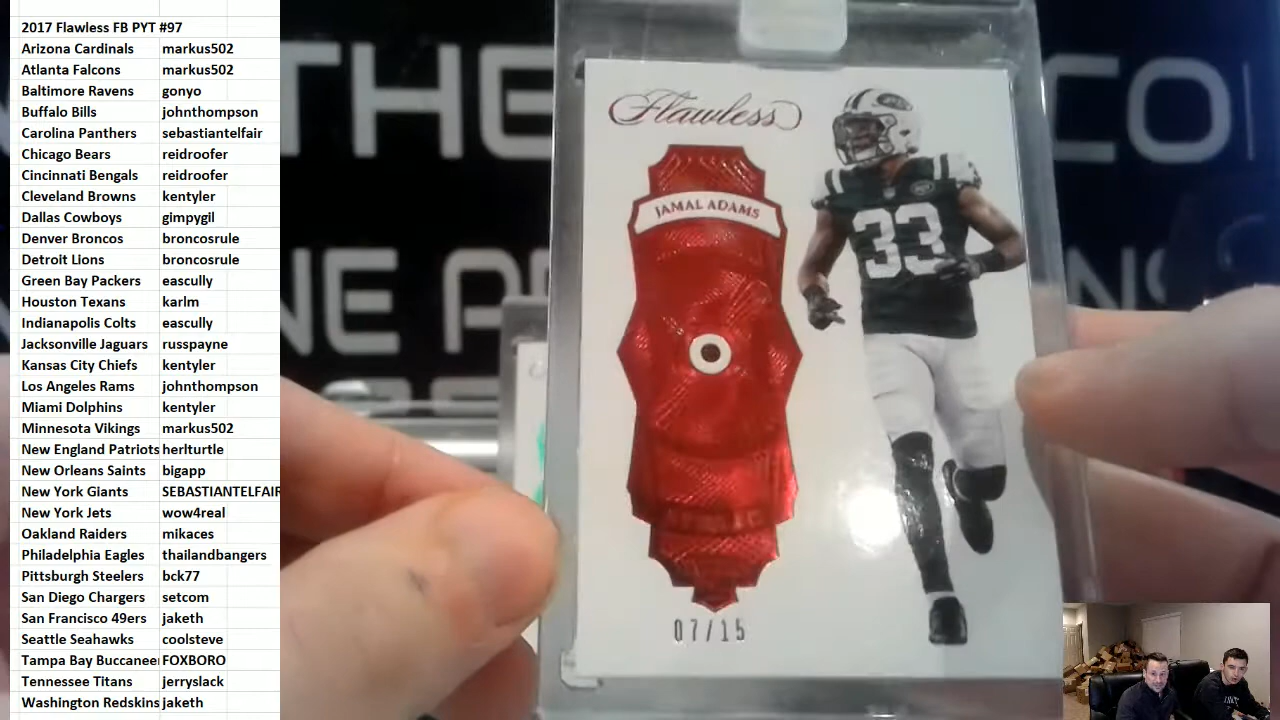 2017 Flawless FB PYT #97
Arizona Cardinals markus502
Atlanta Falcons markus502
Baltimore Ravens gonyo
Buffalo Bills johnthompson
Carolina Panthers sebastiantelfair
Chicago Bears reidroofer
Cincinnati Bengals reidroofer
Cleveland Browns kentyler
Dallas Cowboys gimpygil
Denver Broncos broncosrule
Detroit Lions broncosrule
Green Bay Packers eascully
Houston Texans karlm
Indianapolis Colts eascully
Jacksonville Jaguars russpayne
Kansas City Chiefs kentyler
Los Angeles Rams johnthompson
Miami Dolphins kentyler
Minnesota Vikings markus502
New England Patriots herlturtle
New Orleans Saints bigapp
New York Giants SEBASTIANTELFAIR
New York Jets wow4real
Oakland Raiders mikaces
Philadelphia Eagles thailandbangers
Pittsburgh Steelers bck77
San Diego Chargers setcom
San Francisco 49ers jaketh
Seattle Seahawks coolsteve
Tampa Bay Buccanee FOXBORO
Tennessee Titans jerryslack
Washington Redskins jaketh
THE
CO
NE
Flawless
JAMAL ADAMS
33
07/15